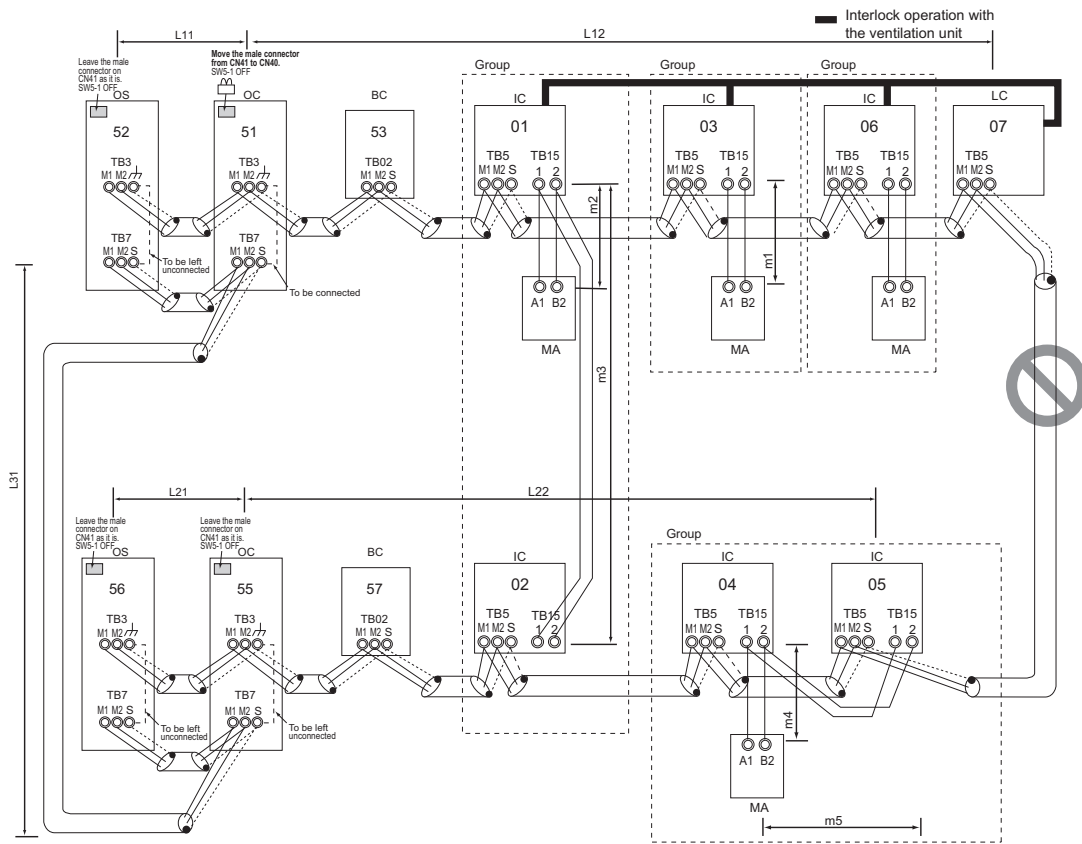 Interlock operation with
the ventilation unit
L11
L12
Leave the male
connector on
CN41 as it is.
SW5-1 OFF
OS
Move the male connector
from CN41 to CN40.
SW5-1 OFF
OC
BC
Group
IC
Group
IC
Group
IC
LC
52
51
53
01
03
06
07
TB3
M1 M2
TB3
M1 M2
TB02
M1 M2 S
TB5
M1 M2 S
TB15
1 2
TB5
M1 M2 S
TB15
1 2
TB5
M1 M2 S
TB15
1 2
TB5
M1 M2 S
m2
m1
TB7
M1 M2 S
TB7
M1 M2 S
To be left
unconnected
To be connected
A1 B2
MA
A1 B2
MA
A1 B2
MA
m3
L31
L21
L22
Leave the male
connector on
CN41 as it is.
SW5-1 OFF
OS
Leave the male
connector on
CN41 as it is.
SW5-1 OFF
OC
BC
IC
Group
IC
IC
56
55
57
02
04
05
TB3
M1 M2
TB3
M1 M2
TB02
M1 M2 S
TB5
M1 M2 S
TB15
1 2
TB5
M1 M2 S
TB15
1 2
TB5
M1 M2 S
TB15
1 2
TB7
M1 M2 S
TB7
M1 M2 S
To be left
unconnected
To be left
unconnected
m4
A1 B2
MA
m5